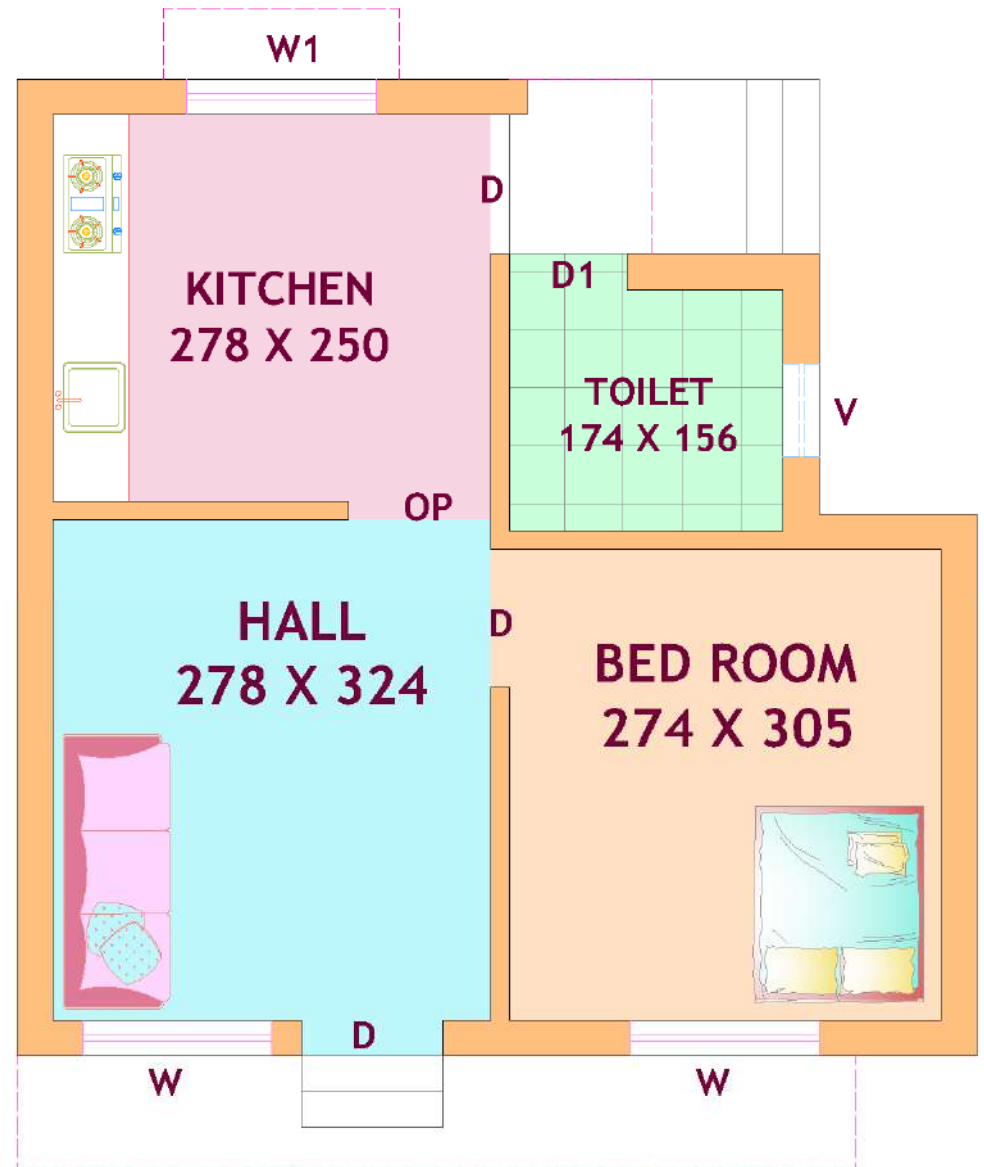 W1
D
KITCHEN
278 X 250
D1
TOILET
174 X 156
V
OP
HALL
278 X 324
D
BED ROOM
274 X 305
D
W
W